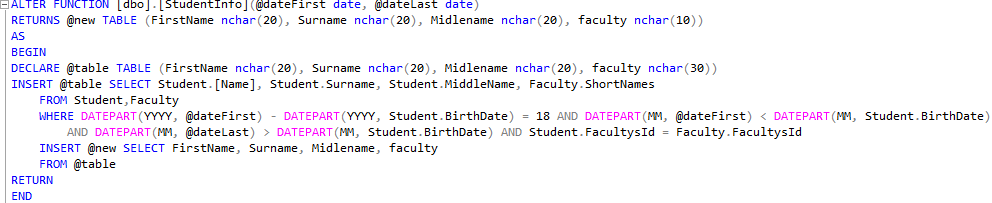 ALTER FUNCTION [dbo].[StudentInfo](@dateFirst date, @dateLast date)
RETURNS @new TABLE (FirstName nchar(20), Surname nchar(20), Midlename nchar(20), faculty nchar(10))
AS
BEGIN
DECLARE @table TABLE (FirstName nchar(20), Surname nchar(20), Midlename nchar(20), faculty nchar(30))
INSERT @table SELECT Student.[Name], Student.Surname, Student.MiddleName, Faculty.ShortNames
FROM Student,Faculty
WHERE DATEPART(YYYY, @dateFirst) - DATEPART(YYYY, Student.BirthDate) = 18 AND DATEPART(MM, @dateFirst) < DATEPART(MM, Student.BirthDate)
AND DATEPART(MM, @dateLast) > DATEPART(MM, Student.BirthDate) AND Student.FacultysId = Faculty.FacultysId
INSERT @new SELECT FirstName, Surname, Midlename, faculty
FROM @table
RETURN
END